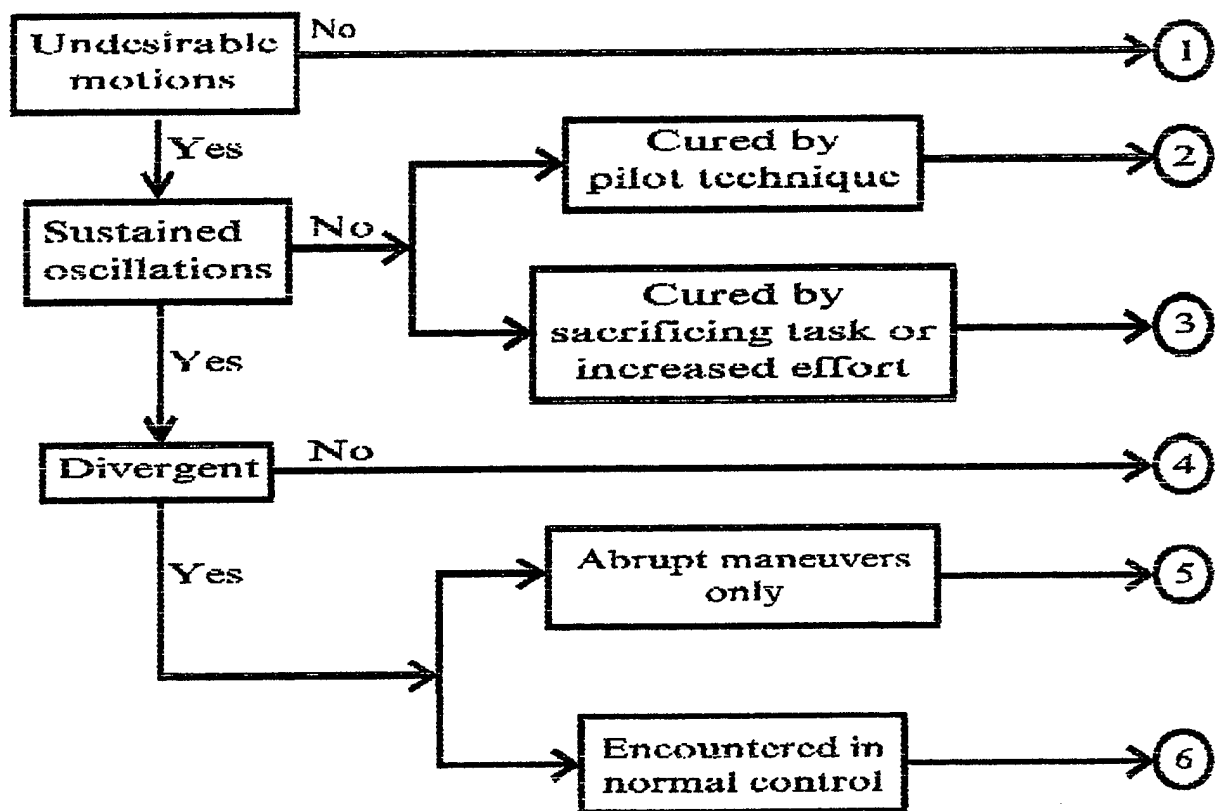 Undesirable
motions
No
1
Yes
Cured by
pilot technique
2
Sustained
oscillations
No
Cured by
sacrificing task or
increased effort
3
Yes
Divergent
No
4
Yes
Abrupt maneuvers
only
5
Encountered in
normal control
6